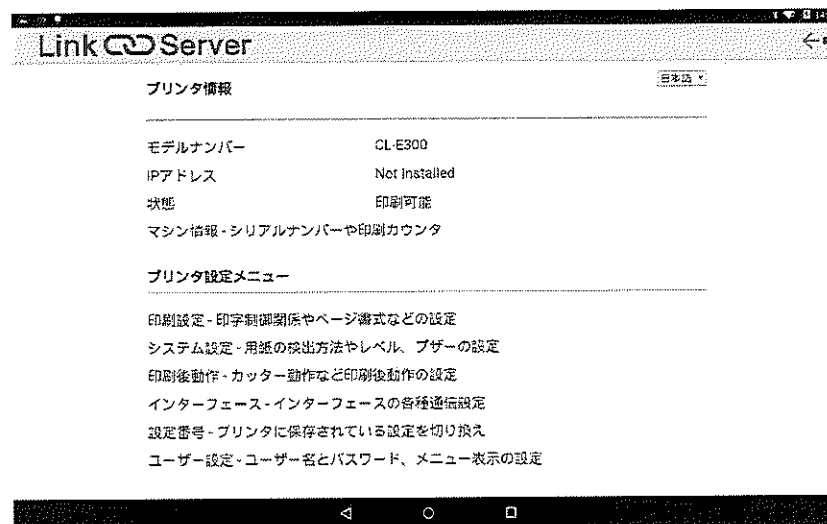 Link Server
日本語
プリンタ情報
モデルナンバー CL-E300
IPアドレス Not Installed
状態 印刷可能
マシン情報 - シリアルナンバーや印刷カウンタ
プリンタ設定メニュー
印刷設定 - 印字制御関係やページ書式などの設定
システム設定 - 用紙の検出方法やレベル、ブザーの設定
印刷後動作 - カッター動作など印刷後動作の設定
インターフェース - インターフェースの各種通信設定
設定番号 - プリンタに保存されている設定を切り換え
ユーザー設定 - ユーザー名とパスワード、メニュー表示の設定